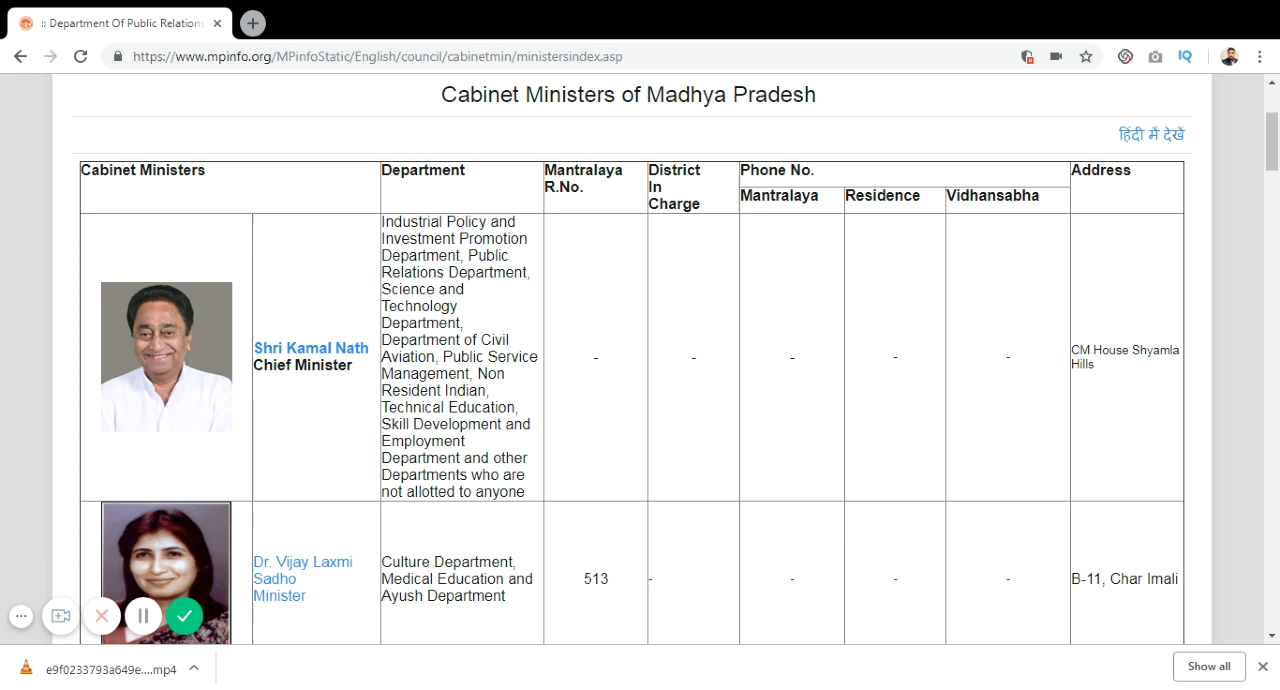 :: Department Of Public Relations
https://www.mpinfo.org/MPinfoStatic/English/council/cabinetmin/ministersindex.asp
IQ
Cabinet Ministers of Madhya Pradesh
हिंदी में देखें
Cabinet Ministers
Department
Mantralaya
R.No.
District
In
Charge
Phone No.
Mantralaya
Residence
Vidhansabha
Address
Shri Kamal Nath
Chief Minister
Industrial Policy and
Investment Promotion
Department, Public
Relations Department,
Science and
Technology
Department,
Department of Civil
Aviation, Public Service
Management, Non
Resident Indian,
Technical Education,
Skill Development and
Employment
Department and other
Departments who are
not allotted to anyone
-
-
-
-
-
CM House Shyamla
Hills
Dr. Vijay Laxmi
Sadho
Minister
Culture Department,
Medical Education and
Ayush Department
513
-
-
-
-
B-11, Char Imali
e9f0233793a649e....mp4
Show all